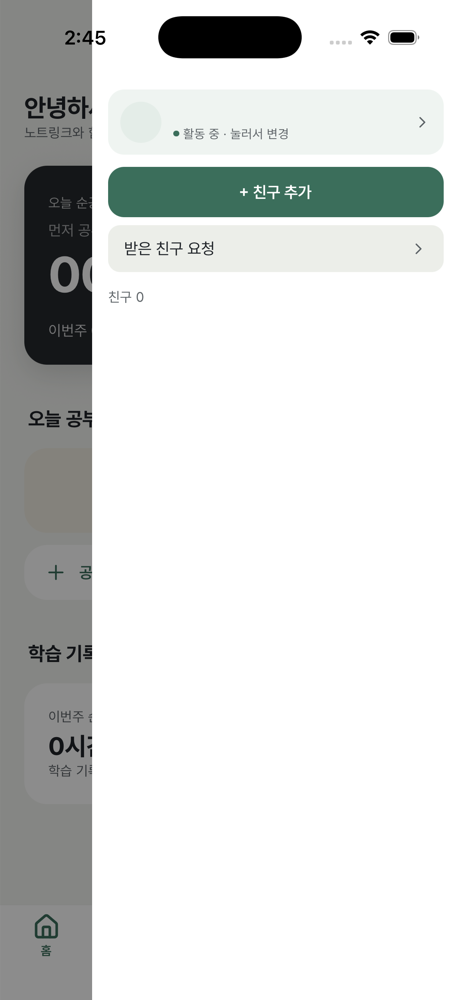 2:45
안녕하
노트링크와
오늘 순공
먼저 공
00
이번주
오늘 공부
공
학습 기록
이번주
0시간
학습 기록
홈
활동 중 · 눌러서 변경
+ 친구 추가
받은 친구 요청
친구 0